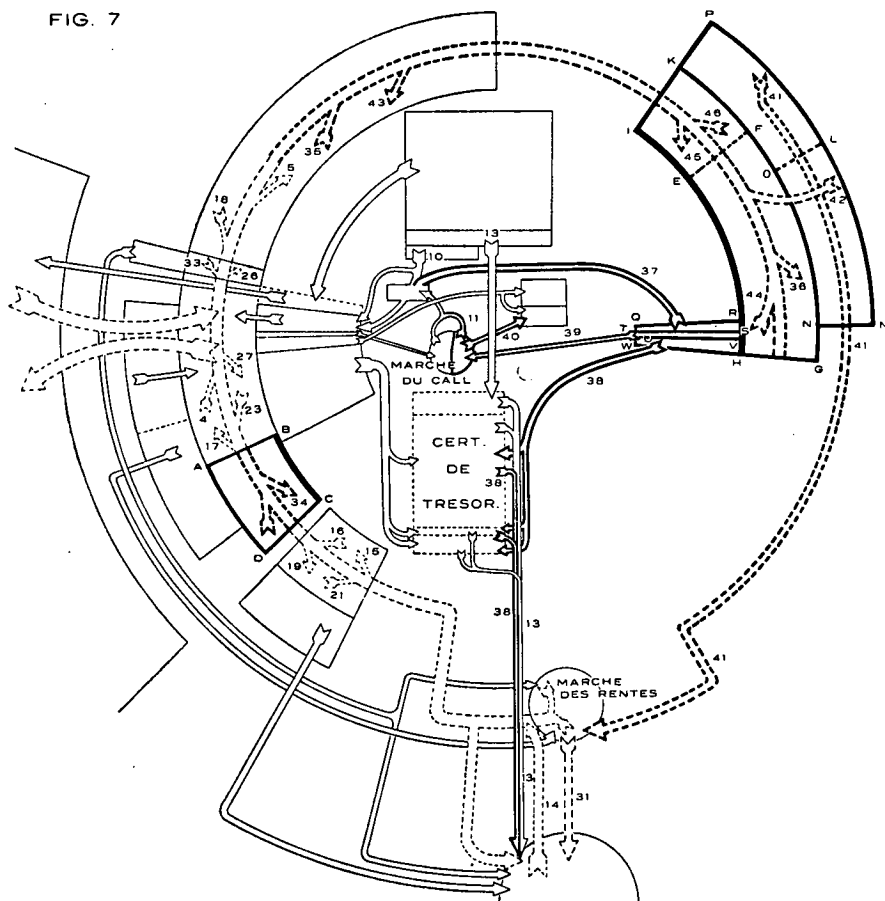 FIG. 7
P
K
41
43
46
35
F
L
I
45
5
O
E
42
18
13
10
33
26
37
36
11
44
R
Q
N
N
T
S
39
40
U
W
V
41
MARCHE
DU CALL
H
G
27
38
4
23
B
17
A
CERT.
DE
38
TRESOR.
34
C
16
15
D
19
21
38
13
41
MARCHE
DES RENTES
13
14
31